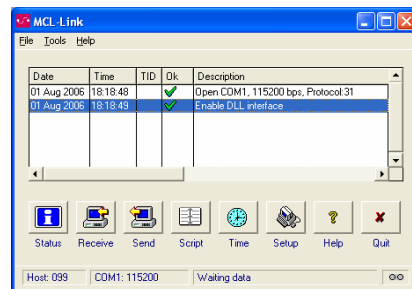 MCL-Link
File Tools Help
Date Time TID Ok Description
01 Aug 2006 18:18:48 Open COM1, 115200 bps, Protocol:31
01 Aug 2006 18:18:49 Enable DLL interface
Status Receive Send Script Time Setup Help Quit
Host: 099 COM1: 115200 Waiting data